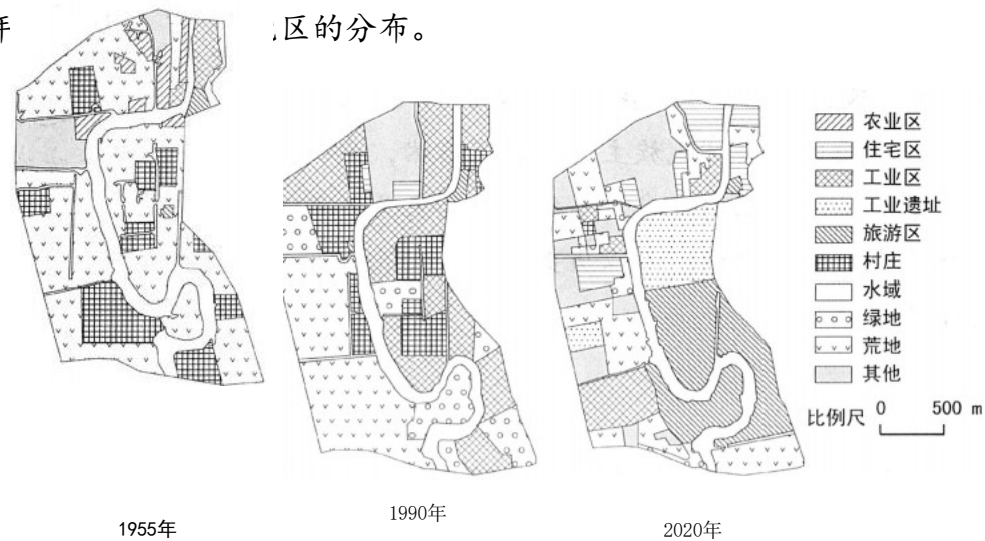 区的分布。
农业区
住宅区
工业区
工业遗址
旅游区
村庄
水域
绿地
荒地
其他
比例尺 0 500 m
1955年
1990年
2020年